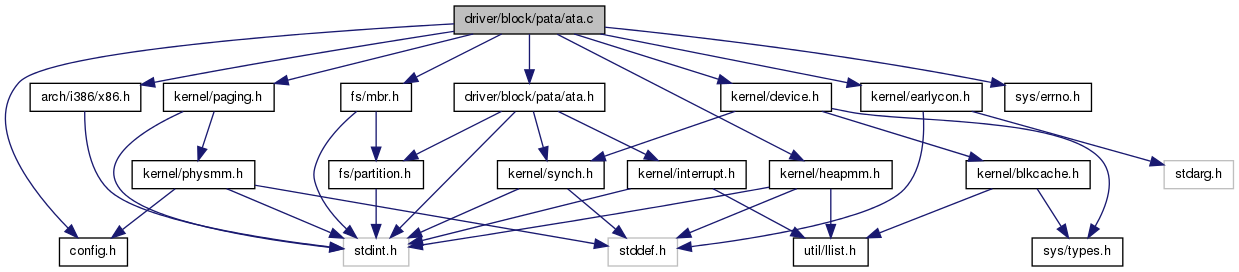 driver/block/pata/ata.c
arch/i386/x86.h
kernel/paging.h
fs/mbr.h
driver/block/pata/ata.h
kernel/device.h
kernel/earlycon.h
sys/errno.h
kernel/physmm.h
fs/partition.h
kernel/synch.h
kernel/interrupt.h
kernel/heapmm.h
kernel/blkcache.h
stdarg.h
config.h
stdint.h
stddef.h
util/llist.h
sys/types.h